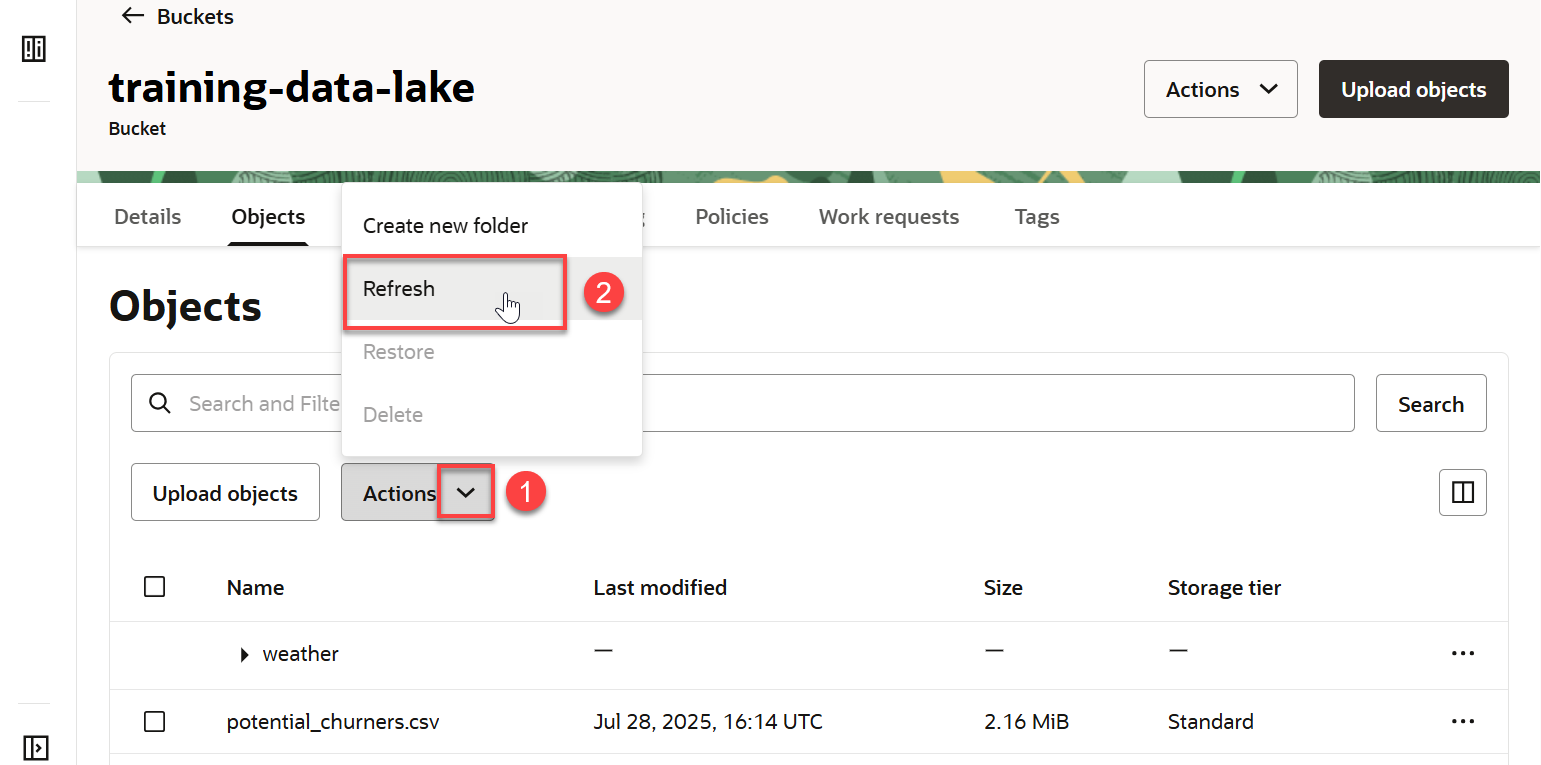 Buckets
training-data-lake
Bucket
Actions
Upload objects
Details Objects Policies Work requests Tags
Create new folder
Refresh
2
Restore
Delete
Objects
Search and Filte
Search
Upload objects
Actions
1
Name Last modified Size Storage tier
weather — — —
potential_churners.csv Jul 28, 2025, 16:14 UTC 2.16 MiB Standard